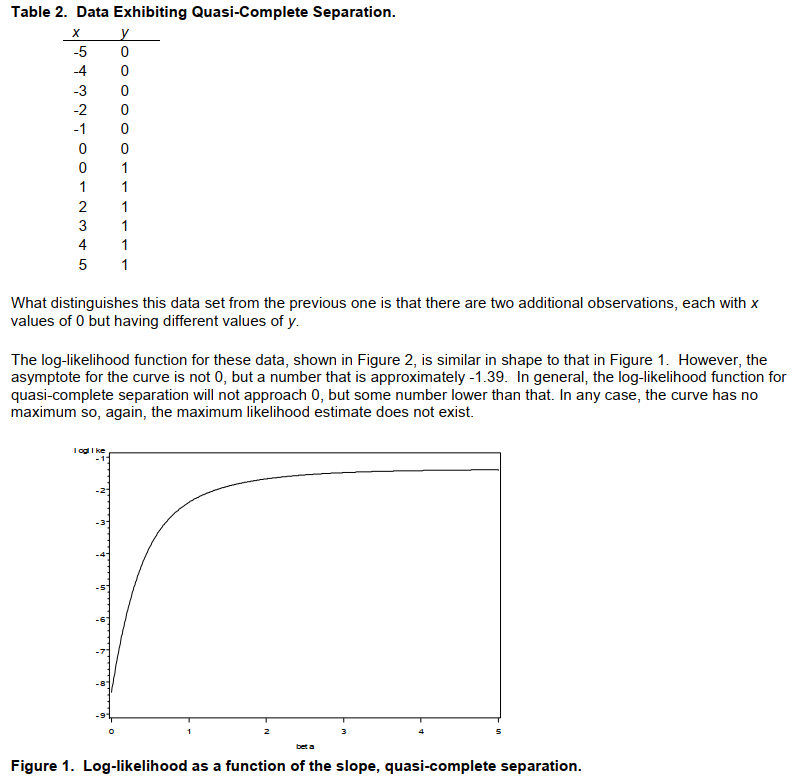 Table 2. Data Exhibiting Quasi-Complete Separation.
x y
-5 0
-4 0
-3 0
-2 0
-1 0
0 0
0 1
1 1
2 1
3 1
4 1
5 1
What distinguishes this data set from the previous one is that there are two additional observations, each with x
values of 0 but having different values of y.
The log-likelihood function for these data, shown in Figure 2, is similar in shape to that in Figure 1. However, the
asymptote for the curve is not 0, but a number that is approximately -1.39. In general, the log-likelihood function for
quasi-complete separation will not approach 0, but some number lower than that. In any case, the curve has no
maximum so, again, the maximum likelihood estimate does not exist.
loglike
-1
-2
-3
-4
-5
-6
-7
-8
-9
0 1 2 3 4 5
beta
Figure 1. Log-likelihood as a function of the slope, quasi-complete separation.